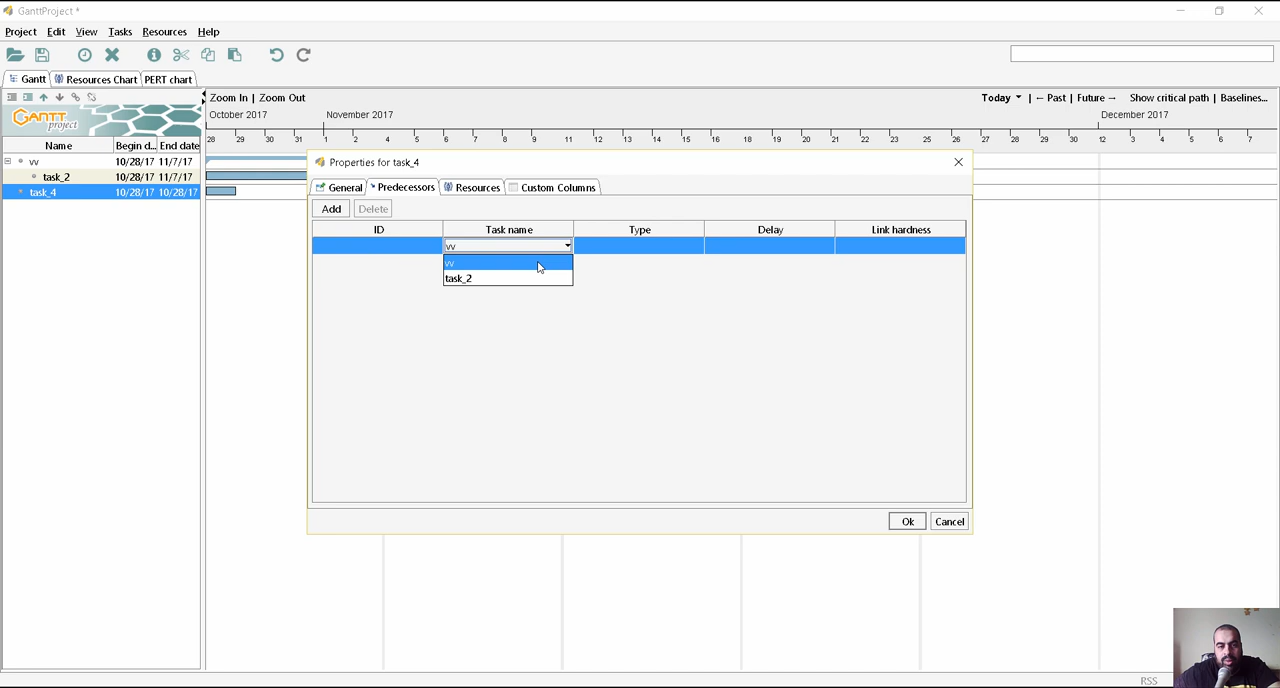 GanttProject *
Project Edit View Tasks Resources Help
Gantt Resources Chart PERT chart
Zoom In | Zoom Out Today | ← Past | Future → Show critical path | Baselines...
GANTT project
October 2017 November 2017 December 2017
28 29 30 31 1 2 4 5 6 7 8 9 11 12 13 14 15 16 18 19 20 21 22 23 25 26 27 28 29 30 12 3 4 5 6 7
Name Begin d... End date
vv 10/28/17 11/7/17
task_2 10/28/17 11/7/17
task_4 10/28/17 10/28/17
Properties for task_4
General Predecessors Resources Custom Columns
Add Delete
ID Task name Type Delay Link hardness
vv
vv
task_2
Ok Cancel
RSS